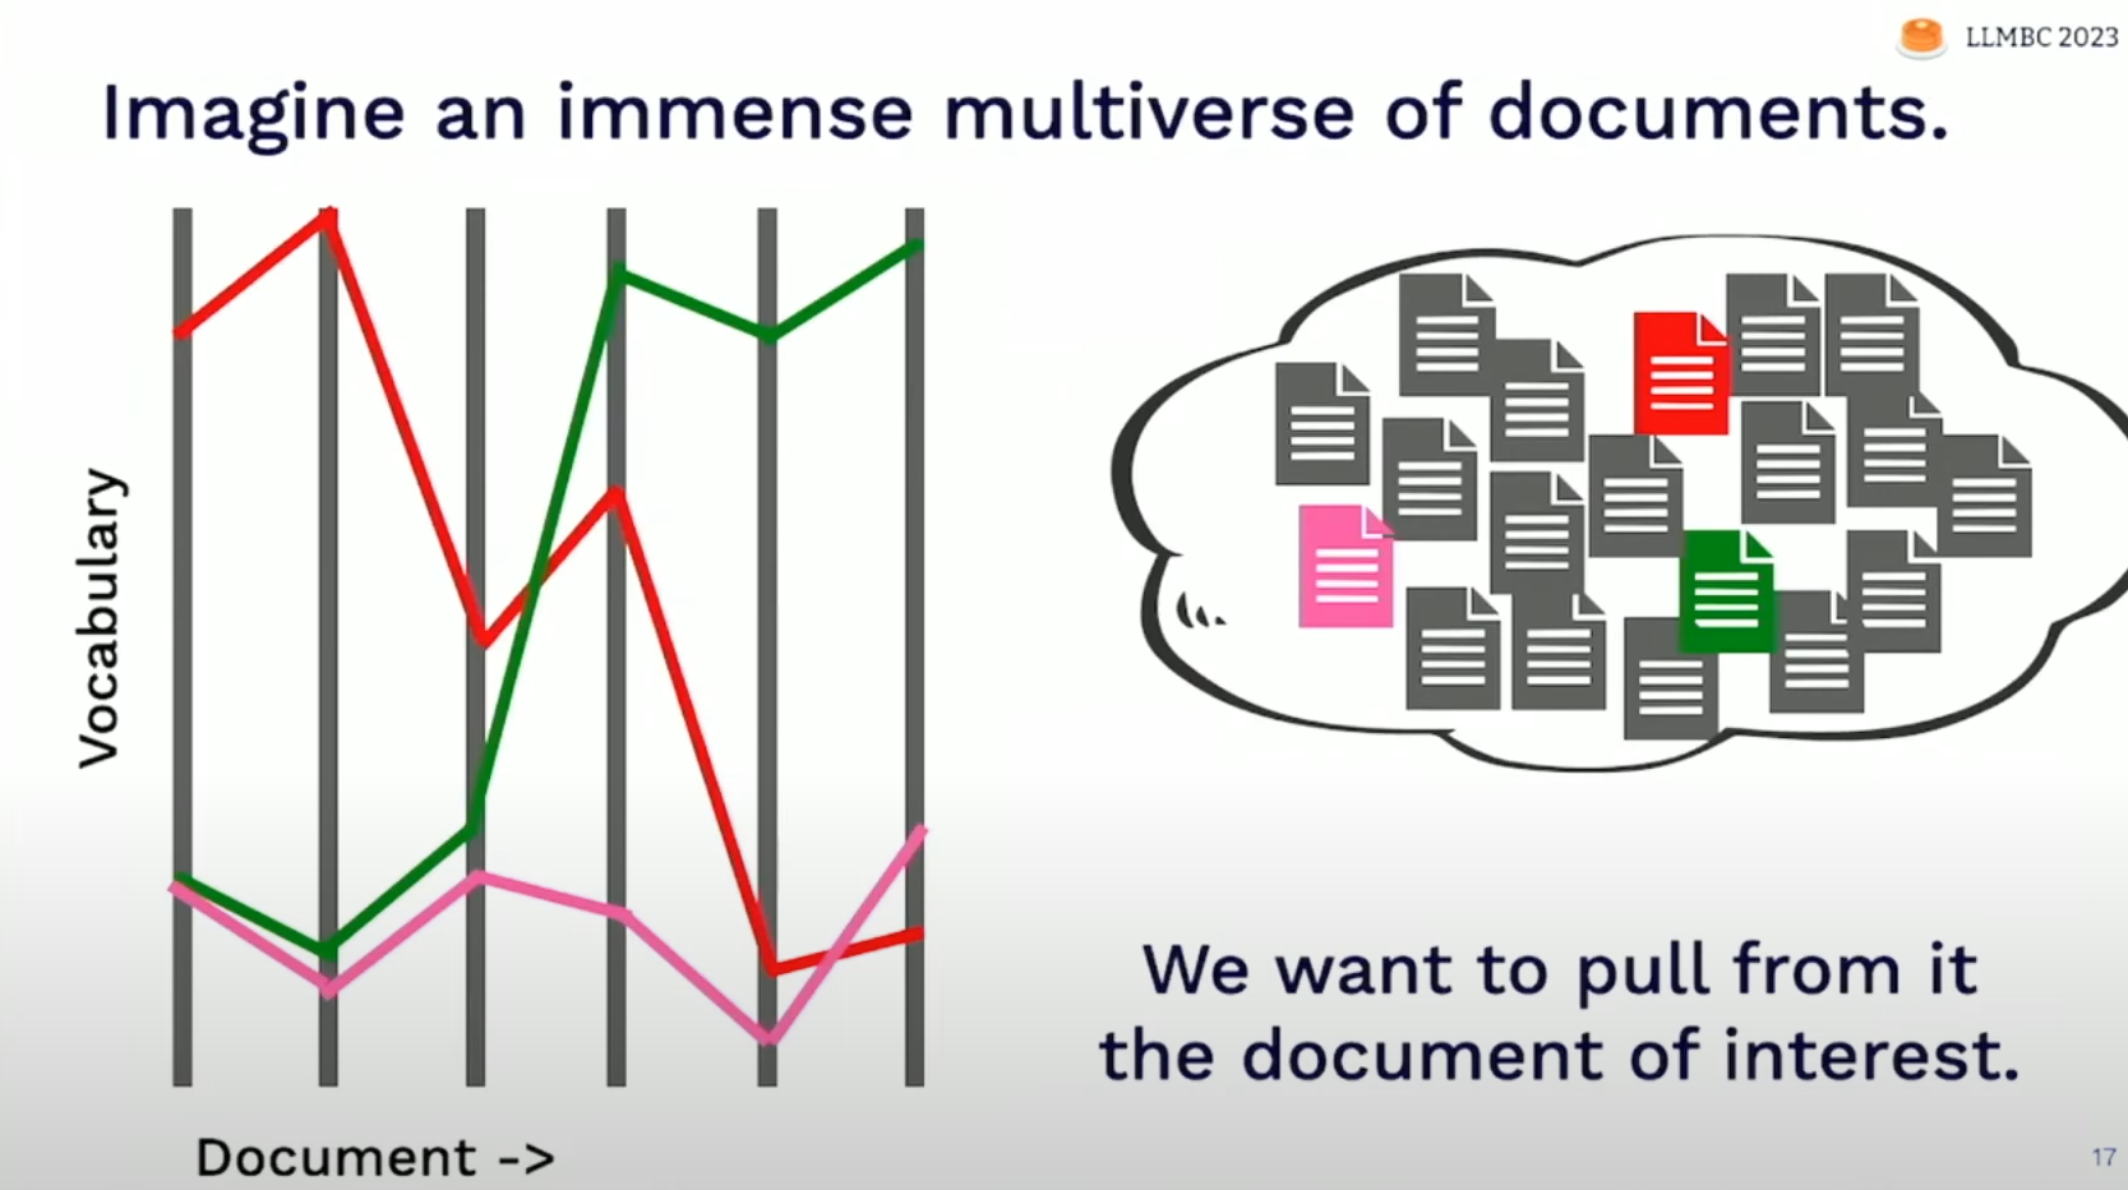 LLMBC 2023
Imagine an immense multiverse of documents.
Vocabulary
Document ->
We want to pull from it
the document of interest.
17